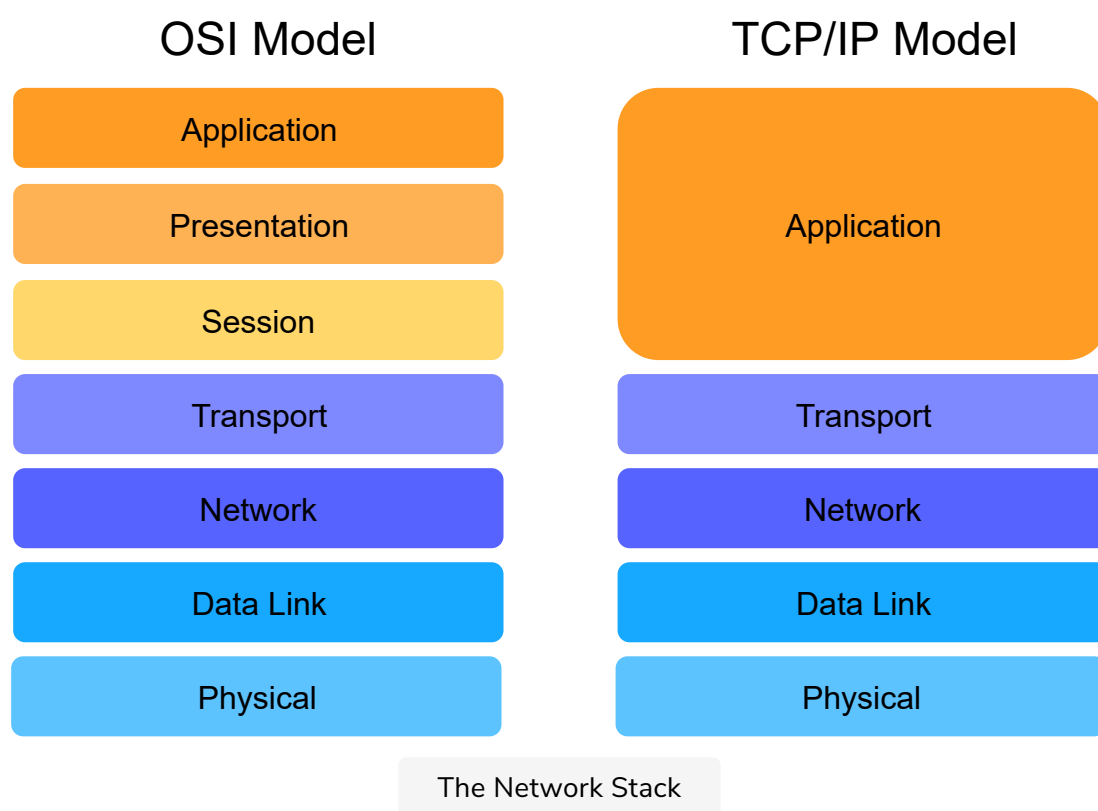 OSI Model
Application
Presentation
Session
Transport
Network
Data Link
Physical
TCP/IP Model
Application
Transport
Network
Data Link
Physical
The Network Stack